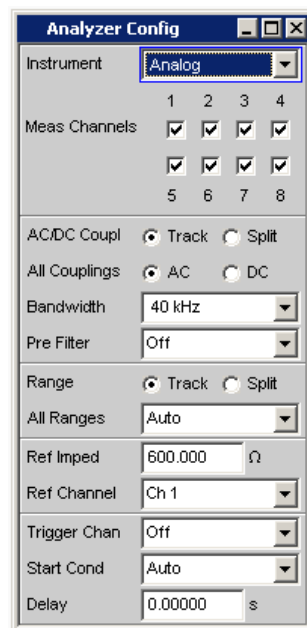 Analyzer Config
Instrument Analog
1 2 3 4
Meas Channels
5 6 7 8
AC/DC Coupl Track Split
All Couplings AC DC
Bandwidth 40 kHz
Pre Filter Off
Range Track Split
All Ranges Auto
Ref Imped 600.000 Ω
Ref Channel Ch 1
Trigger Chan Off
Start Cond Auto
Delay 0.00000 s